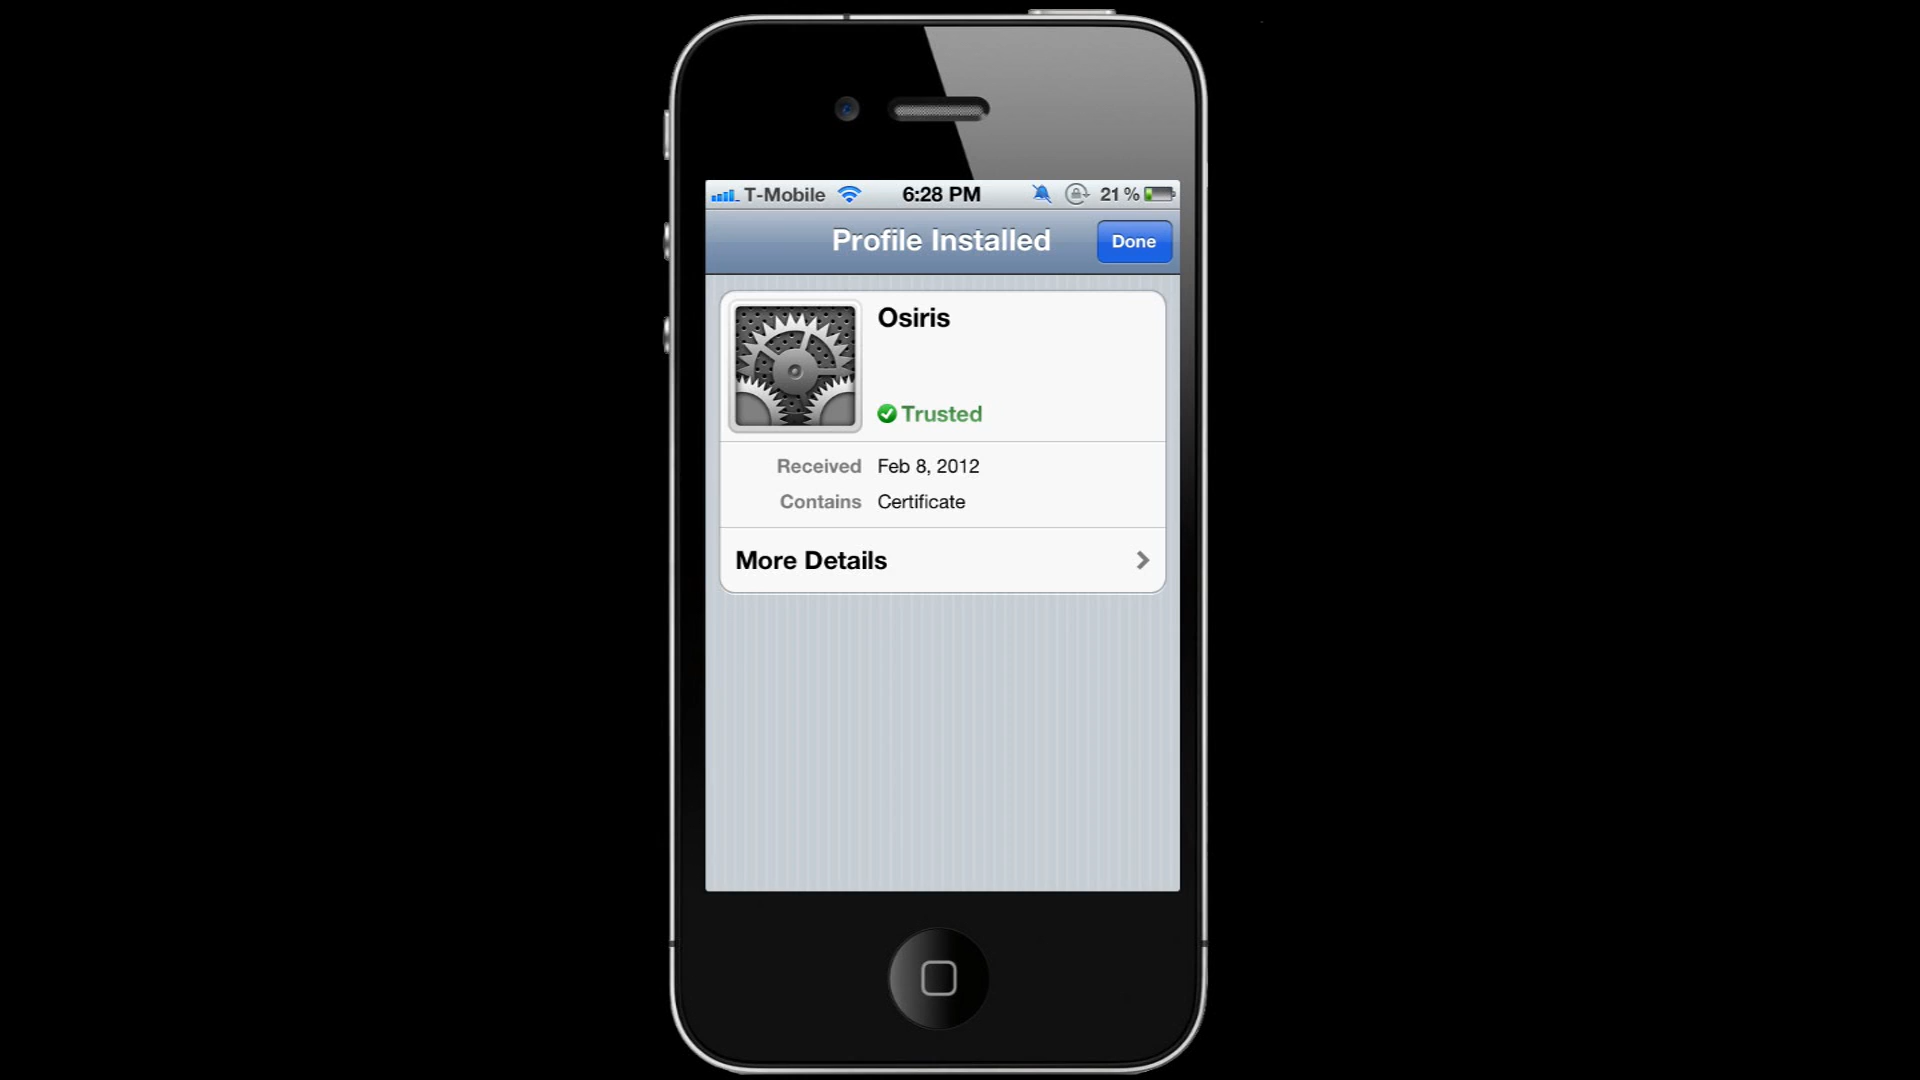 T-Mobile 6:28 PM 21%
Profile Installed Done
Osiris
Trusted
Received Feb 8, 2012
Contains Certificate
More Details